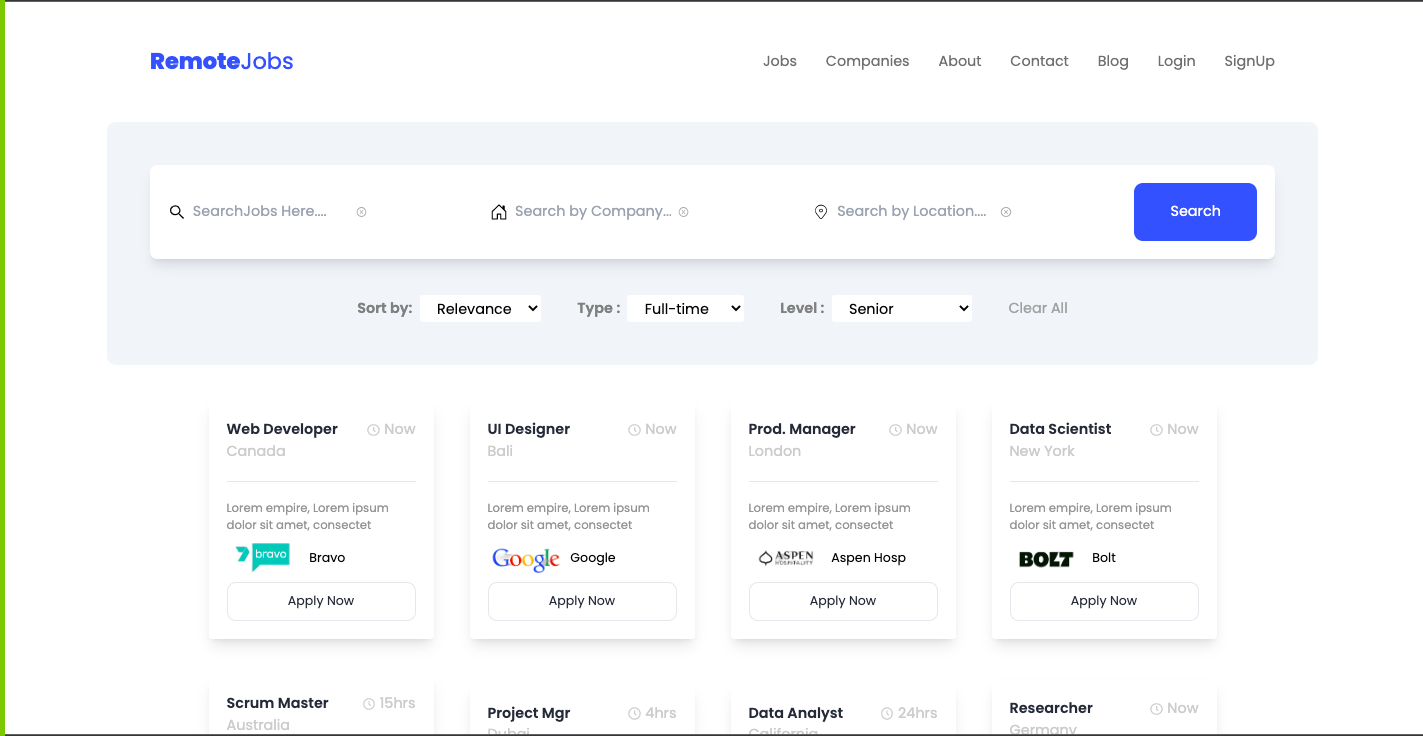 RemoteJobs
Jobs Companies About Contact Blog Login SignUp
SearchJobs Here.... Search by Company... Search by Location.... Search
Sort by: Relevance Type : Full-time Level : Senior Clear All
Web Developer Now
Canada
Lorem empire, Lorem ipsum
dolor sit amet, consectet
bravo Bravo
Apply Now
UI Designer Now
Bali
Lorem empire, Lorem ipsum
dolor sit amet, consectet
Google Google
Apply Now
Prod. Manager Now
London
Lorem empire, Lorem ipsum
dolor sit amet, consectet
ASPEN
HOSPITALITY
Aspen Hosp
Apply Now
Data Scientist Now
New York
Lorem empire, Lorem ipsum
dolor sit amet, consectet
BOLT Bolt
Apply Now
Scrum Master 15hrs
Australia
Project Mgr 4hrs
Dubai
Data Analyst 24hrs
California
Researcher Now
Germany